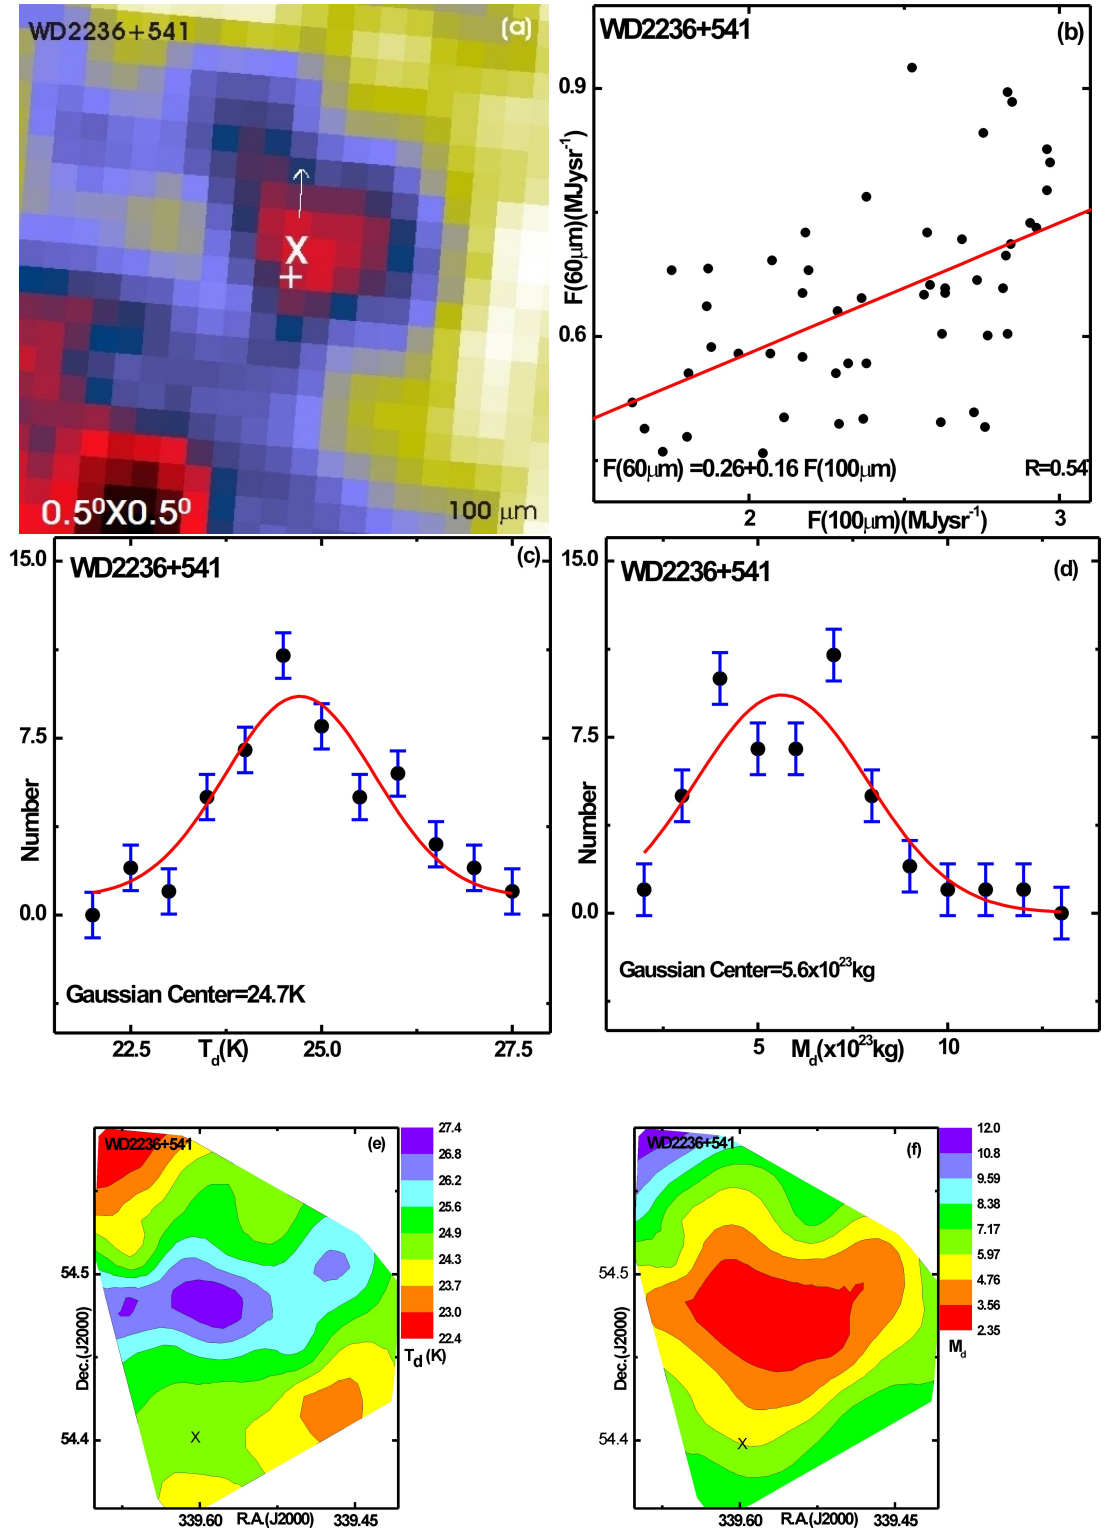 WD2236+541
(a)
0.5⁰X0.5⁰
100 μm
WD2236+541
(b)
0.9
0.6
F(60μm)(MJysr⁻¹)
F(60μm) =0.26+0.16 F(100μm)
R=0.54
2
F(100μm)(MJysr⁻¹)
3
WD2236+541
(c)
15.0
7.5
0.0
Number
Gaussian Center=24.7K
22.5
T_d(K)
25.0
27.5
WD2236+541
(d)
15.0
7.5
0.0
Number
Gaussian Center=5.6x10²³kg
5
M_d(x10²³kg)
10
WD2236+541
(e)
27.4
26.8
26.2
25.6
24.9
24.3
23.7
23.0
22.4
T_d (K)
54.5
Dec.(J2000)
54.4
X
339.60
R.A.(J2000)
339.45
WD2236+541
(f)
12.0
10.8
9.59
8.38
7.17
5.97
4.76
3.56
2.35
M_d
54.5
Dec.(J2000)
54.4
X
339.60
R.A.(J2000)
339.45